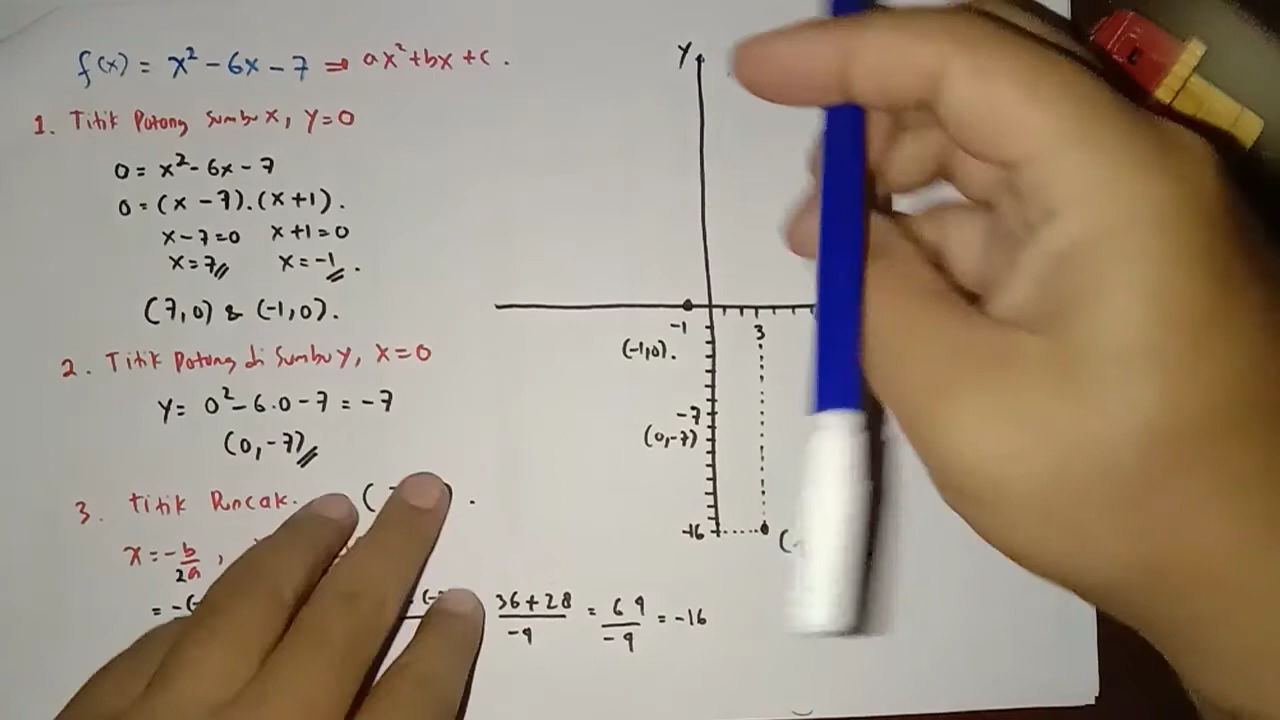 f(x) = x² - 6x - 7 ⇒ ax² + bx + c .
1. Titik Potong Sumbu X, y=0
0 = x² - 6x - 7
0 = (x - 7).(x + 1).
x - 7 = 0 x + 1 = 0
x = 7 x = -1 .
(7,0) & (-1,0).
2. Titik Potong di Sumbu y, x=0
y = 0² - 6.0 - 7 = -7
(0,-7)
3. Titik Puncak. ( ) .
x = -b/2a ,
= -(-
36+28/-4 = 64/-4 = -16
Y
-1
3
(-1,0).
-7
(0,-7)
-16
(